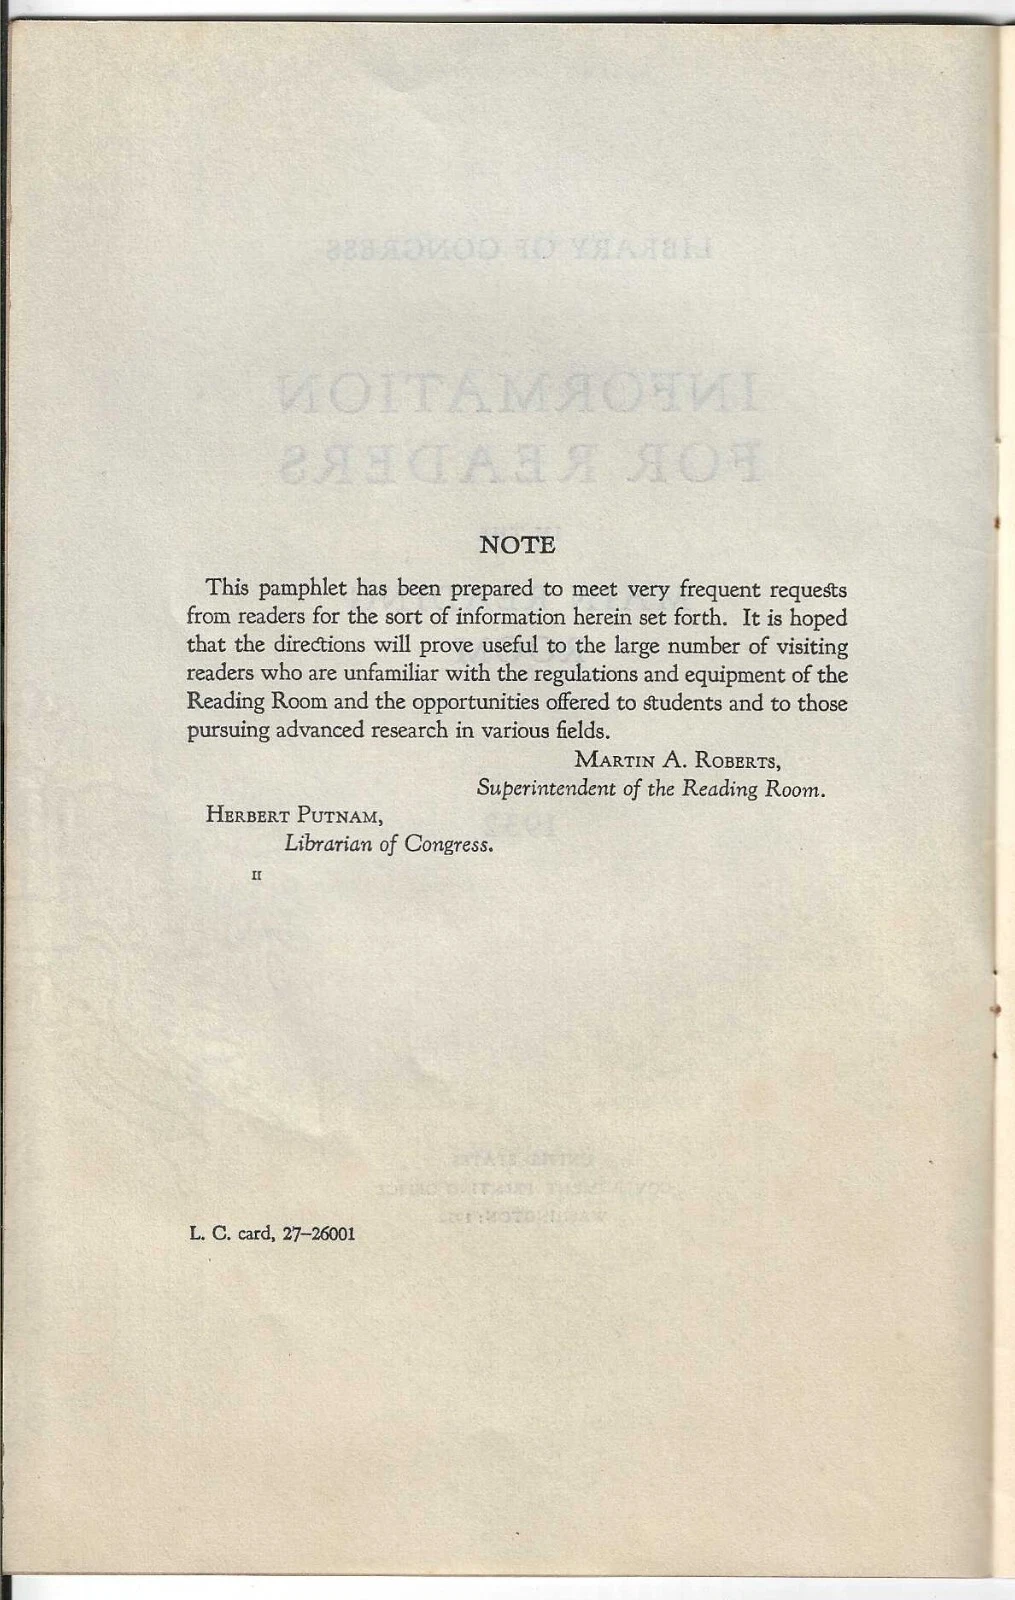 NOTE
This pamphlet has been prepared to meet very frequent requests
from readers for the sort of information herein set forth. It is hoped
that the directions will prove useful to the large number of visiting
readers who are unfamiliar with the regulations and equipment of the
Reading Room and the opportunities offered to students and to those
pursuing advanced research in various fields.
MARTIN A. ROBERTS,
Superintendent of the Reading Room.
HERBERT PUTNAM,
Librarian of Congress.
II
L. C. card, 27–26001